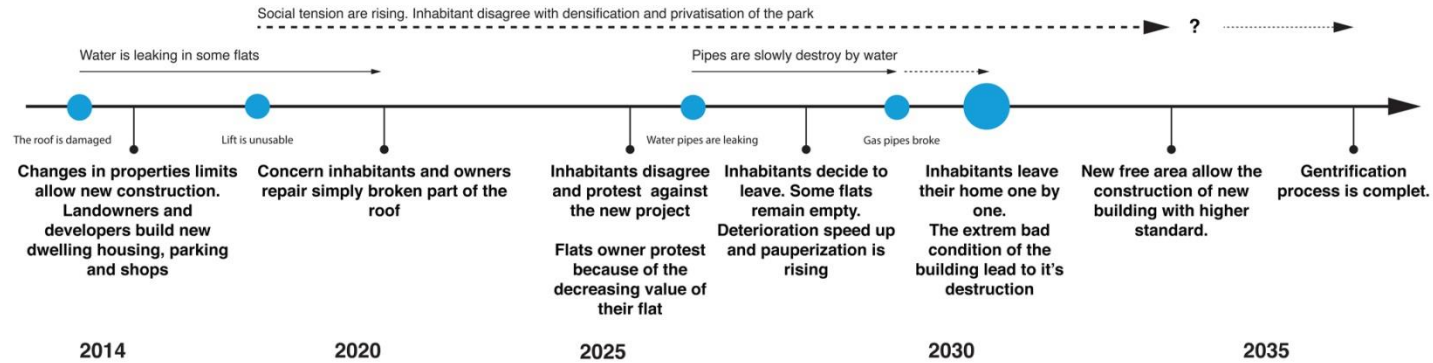 Social tension are rising. Inhabitant disagree with densification and privatisation of the park
?
Water is leaking in some flats
Pipes are slowly destroy by water
The roof is damaged
Lift is unusable
Water pipes are leaking
Gas pipes broke
Changes in properties limits
allow new construction.
Landowners and
developers build new
dwelling housing, parking
and shops
Concern inhabitants and owners
repair simply broken part of the
roof
Inhabitants disagree
and protest against
the new project
Flats owner protest
because of the
decreasing value of
their flat
Inhabitants decide to
leave. Some flats
remain empty.
Deterioration speed up
and pauperization is
rising
Inhabitants leave
their home one by
one.
The extrem bad
condition of the
building lead to it's
destruction
New free area allow the
construction of new
building with higher
standard.
Gentrification
process is complet.
2014
2020
2025
2030
2035